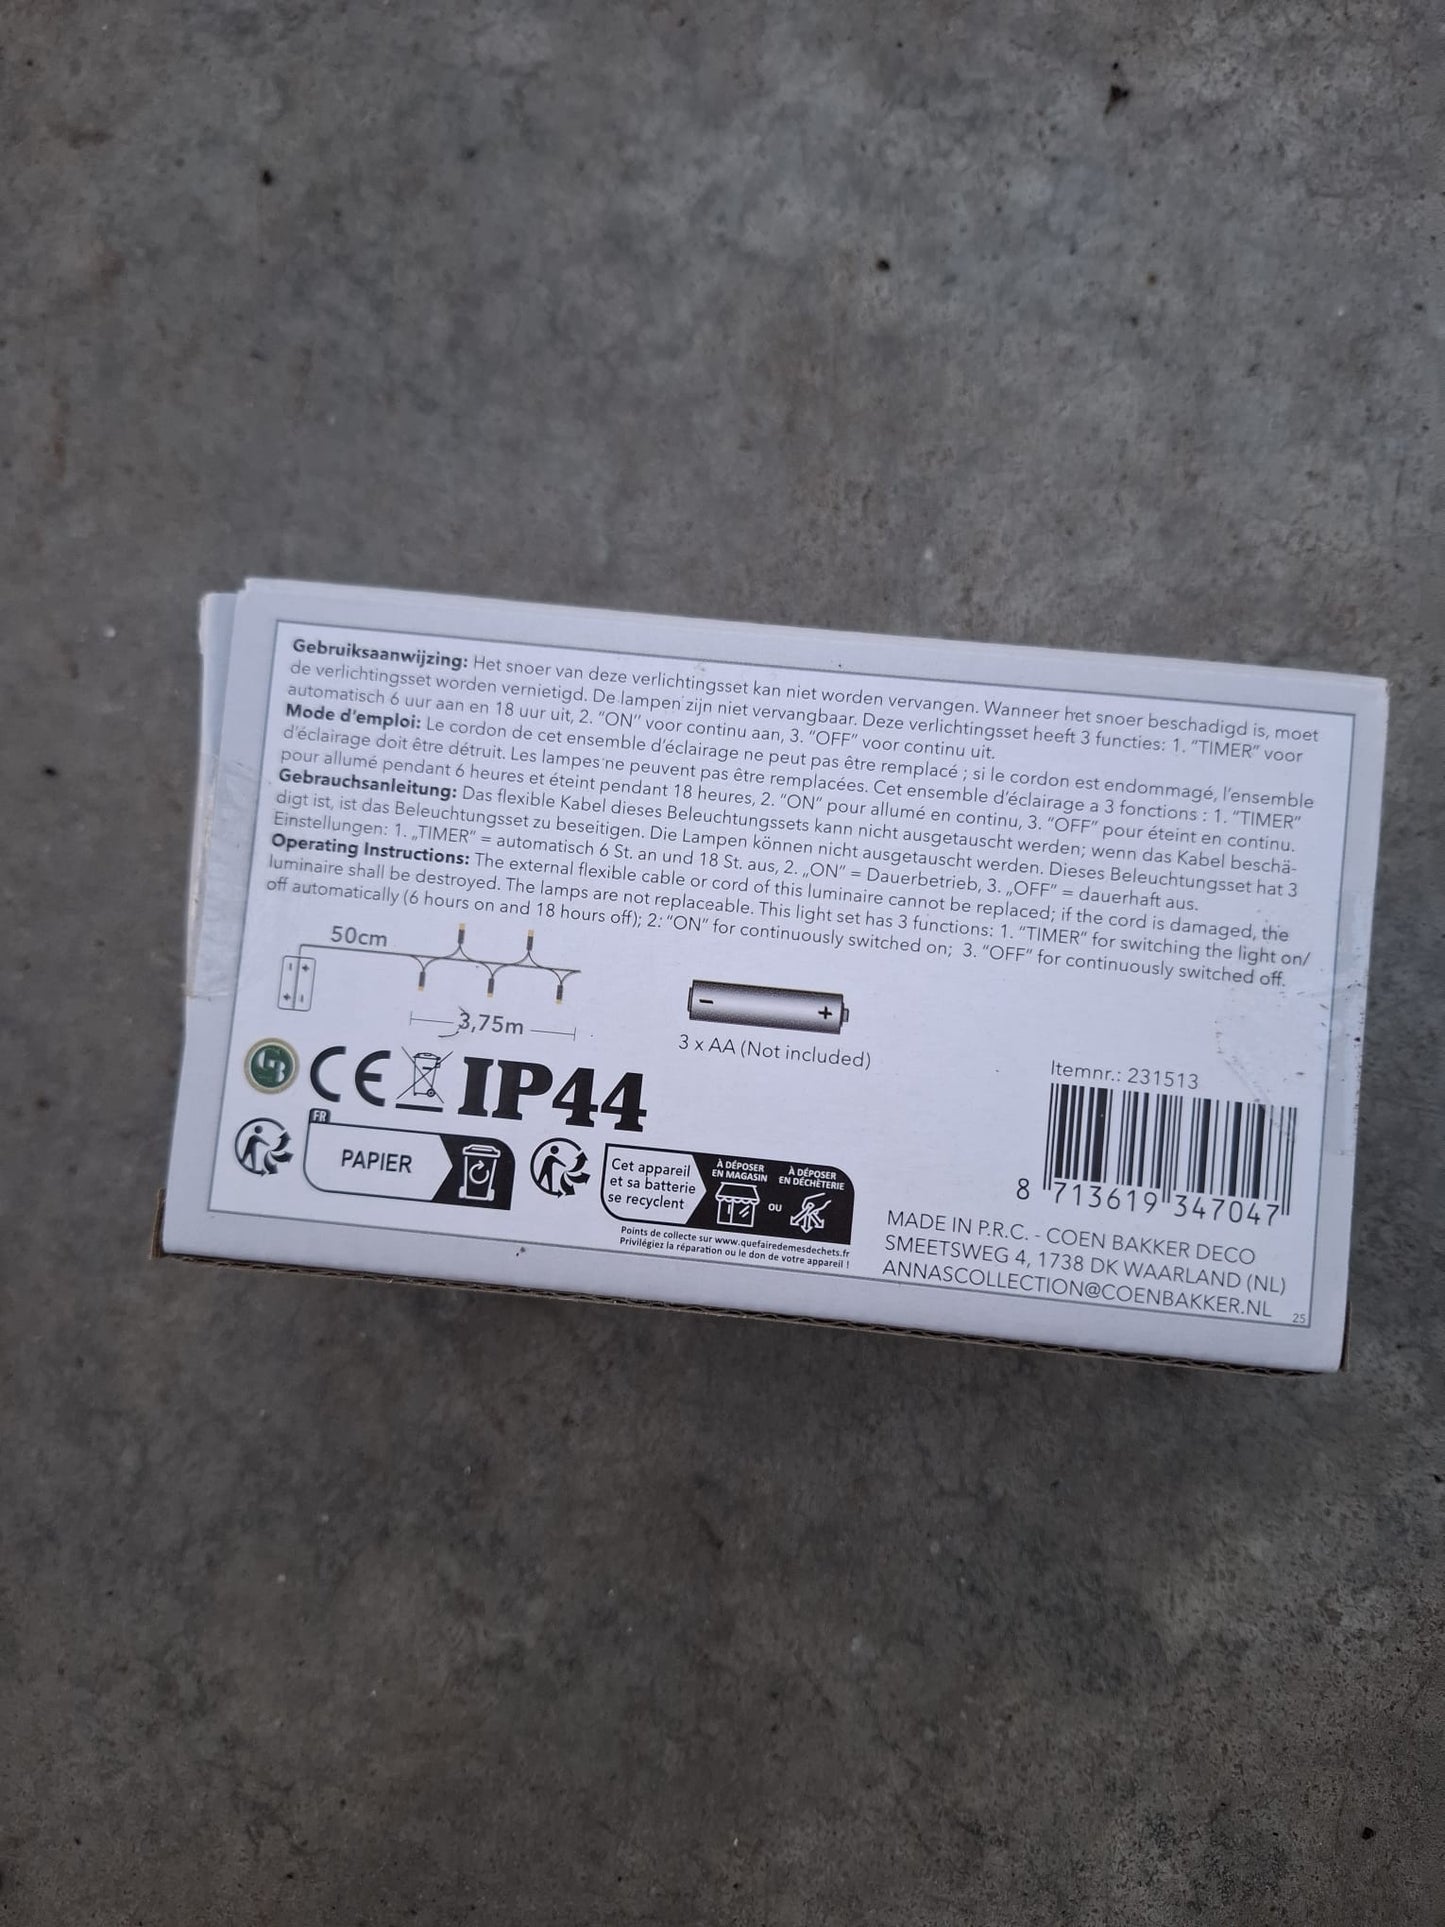 Gebruiksaanwijzing: Het snoer van deze verlichtingsset kan niet worden vervangen. Wanneer het snoer beschadigd is, moet
de verlichtingsset worden vernietigd. De lampen zijn niet vervangbaar. Deze verlichtingsset heeft 3 functies: 1. "TIMER" voor
automatisch 6 uur aan en 18 uur uit, 2. "ON" voor continu aan, 3. "OFF" voor continu uit.
Mode d'emploi: Le cordon de cet ensemble d'éclairage ne peut pas être remplacé ; si le cordon est endommagé, l'ensemble
d'éclairage doit être détruit. Les lampes ne peuvent pas être remplacées. Cet ensemble d'éclairage a 3 fonctions : 1. "TIMER"
pour allumé pendant 6 heures et éteint pendant 18 heures, 2. "ON" pour allumé en continu, 3. "OFF" pour éteint en continu.
Gebrauchsanleitung: Das flexible Kabel dieses Beleuchtungssets kann nicht ausgetauscht werden; wenn das Kabel beschä-
digt ist, ist das Beleuchtungsset zu beseitigen. Die Lampen können nicht ausgetauscht werden. Dieses Beleuchtungsset hat 3
Einstellungen: 1. „TIMER" = automatisch 6 St. an und 18 St. aus, 2. „ON" = Dauerbetrieb, 3. „OFF" = dauerhaft aus.
Operating Instructions: The external flexible cable or cord of this luminaire cannot be replaced; if the cord is damaged, the
luminaire shall be destroyed. The lamps are not replaceable. This light set has 3 functions: 1. "TIMER" for switching the light on/
off automatically (6 hours on and 18 hours off); 2: "ON" for continuously switched on; 3. "OFF" for continuously switched off.
50cm
3,75m
3 x AA (Not included)
CB CE IP44
FR
PAPIER
Cet appareil
et sa batterie
se recyclent
À DÉPOSER
EN MAGASIN
OU
À DÉPOSER
EN DÉCHÈTERIE
Points de collecte sur www.quefairedemesdechets.fr
Privilégiez la réparation ou le don de votre appareil !
Itemnr.: 231513
8 713619 347047
MADE IN P.R.C. - COEN BAKKER DECO
SMEETSWEG 4, 1738 DK WAARLAND (NL)
ANNASCOLLECTION@COENBAKKER.NL
25